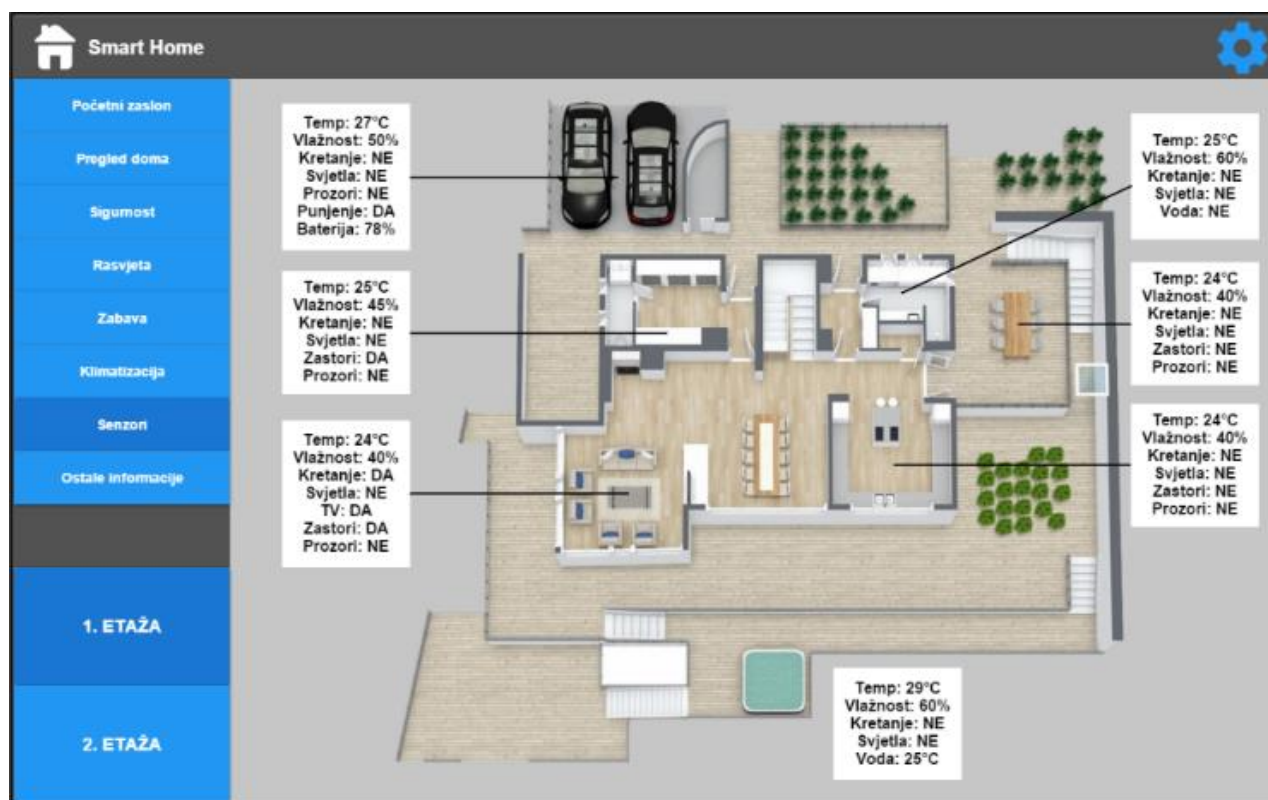 Smart Home
Početni zaslon
Pregled doma
Sigurnost
Rasvjeta
Zabava
Klimatizacija
Senzori
Ostale informacije
1. ETAŽA
2. ETAŽA
Temp: 27°C
Vlažnost: 50%
Kretanje: NE
Svjetla: NE
Prozori: NE
Punjenje: DA
Baterija: 78%
Temp: 25°C
Vlažnost: 45%
Kretanje: NE
Svjetla: NE
Zastori: DA
Prozori: NE
Temp: 24°C
Vlažnost: 40%
Kretanje: DA
Svjetla: NE
TV: DA
Zastori: DA
Prozori: NE
Temp: 25°C
Vlažnost: 60%
Kretanje: NE
Svjetla: NE
Voda: NE
Temp: 24°C
Vlažnost: 40%
Kretanje: NE
Svjetla: NE
Zastori: NE
Prozori: NE
Temp: 24°C
Vlažnost: 40%
Kretanje: NE
Svjetla: NE
Zastori: NE
Prozori: NE
Temp: 29°C
Vlažnost: 60%
Kretanje: NE
Svjetla: NE
Voda: 25°C